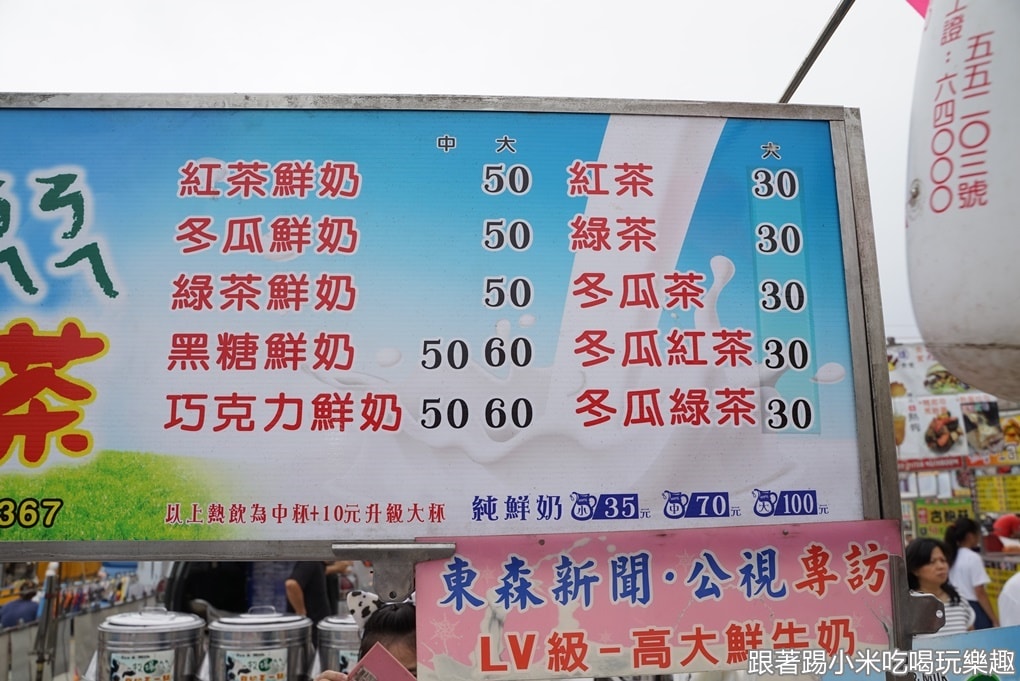 中 大
紅茶鮮奶 50
冬瓜鮮奶 50
綠茶鮮奶 50
黑糖鮮奶 50 60
巧克力鮮奶 50 60
大
紅茶 30
綠茶 30
冬瓜茶 30
冬瓜紅茶 30
冬瓜綠茶 30
茶
367
以上熱飲為中杯+10元升級大杯
純鮮奶 小35元 中70元 大100元
東森新聞·公視專訪
LV級－高大鮮牛奶
五五二〇三號
證：六四〇〇〇
跟著踢小米吃喝玩樂趣